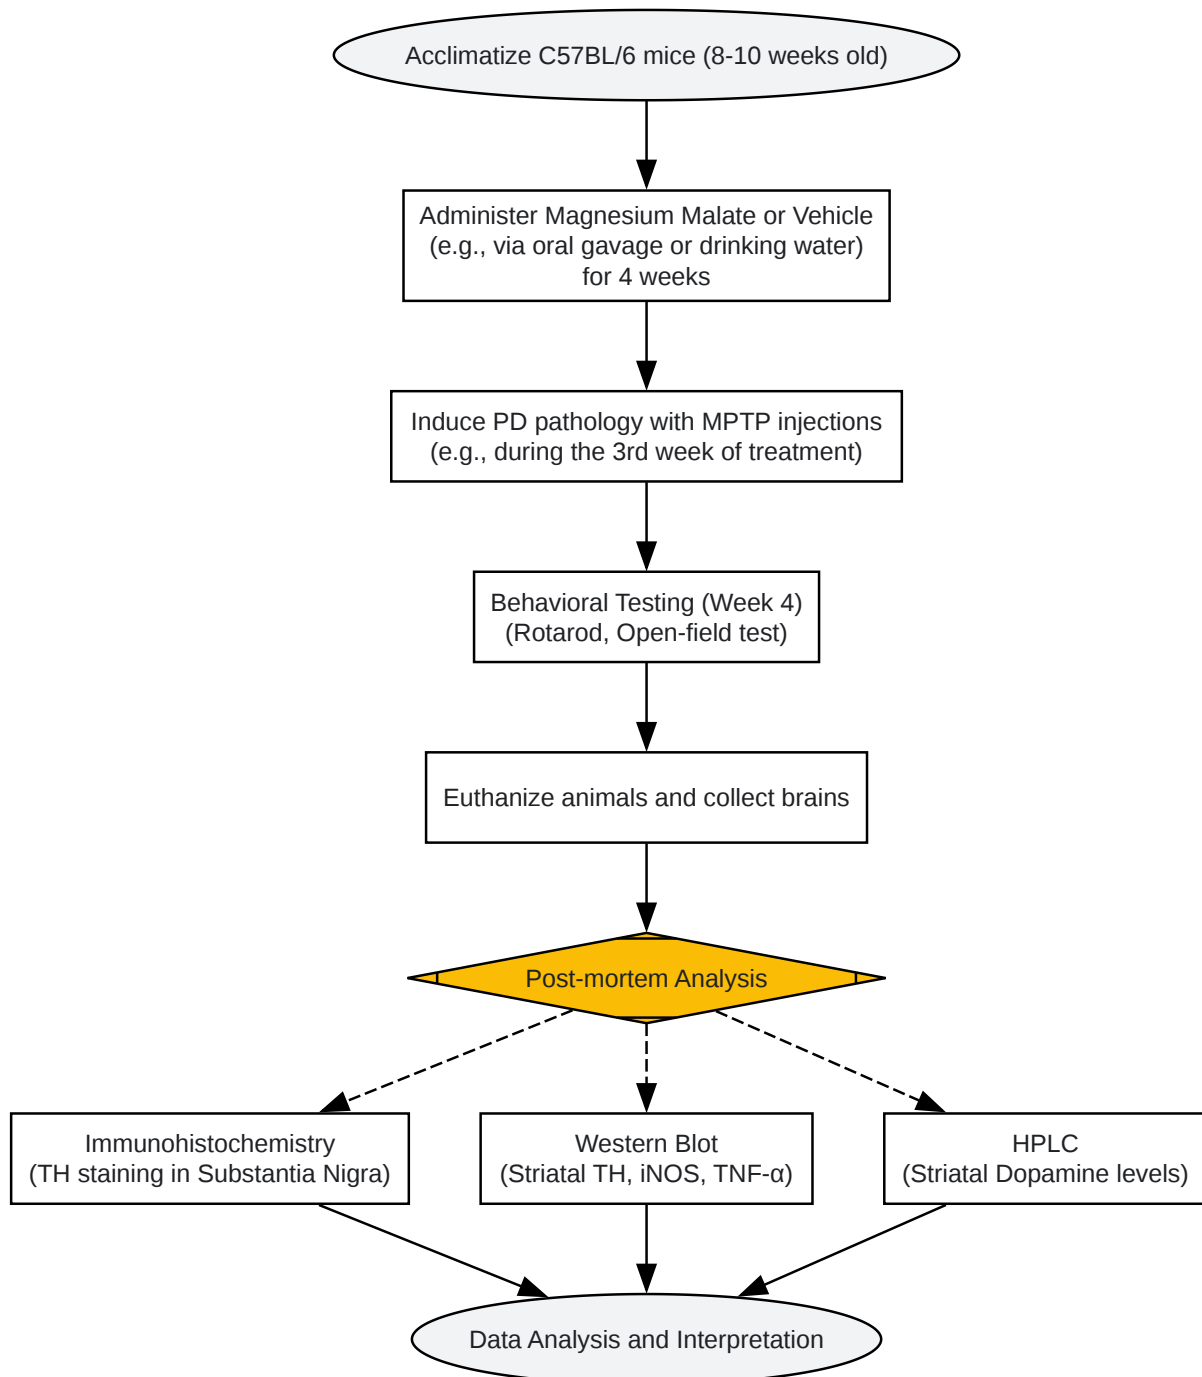 Acclimatize C57BL/6 mice (8-10 weeks old)
Administer Magnesium Malate or Vehicle
(e.g., via oral gavage or drinking water)
for 4 weeks
Induce PD pathology with MPTP injections
(e.g., during the 3rd week of treatment)
Behavioral Testing (Week 4)
(Rotarod, Open-field test)
Euthanize animals and collect brains
Post-mortem Analysis
Immunohistochemistry
(TH staining in Substantia Nigra)
Western Blot
(Striatal TH, iNOS, TNF-α)
HPLC
(Striatal Dopamine levels)
Data Analysis and Interpretation